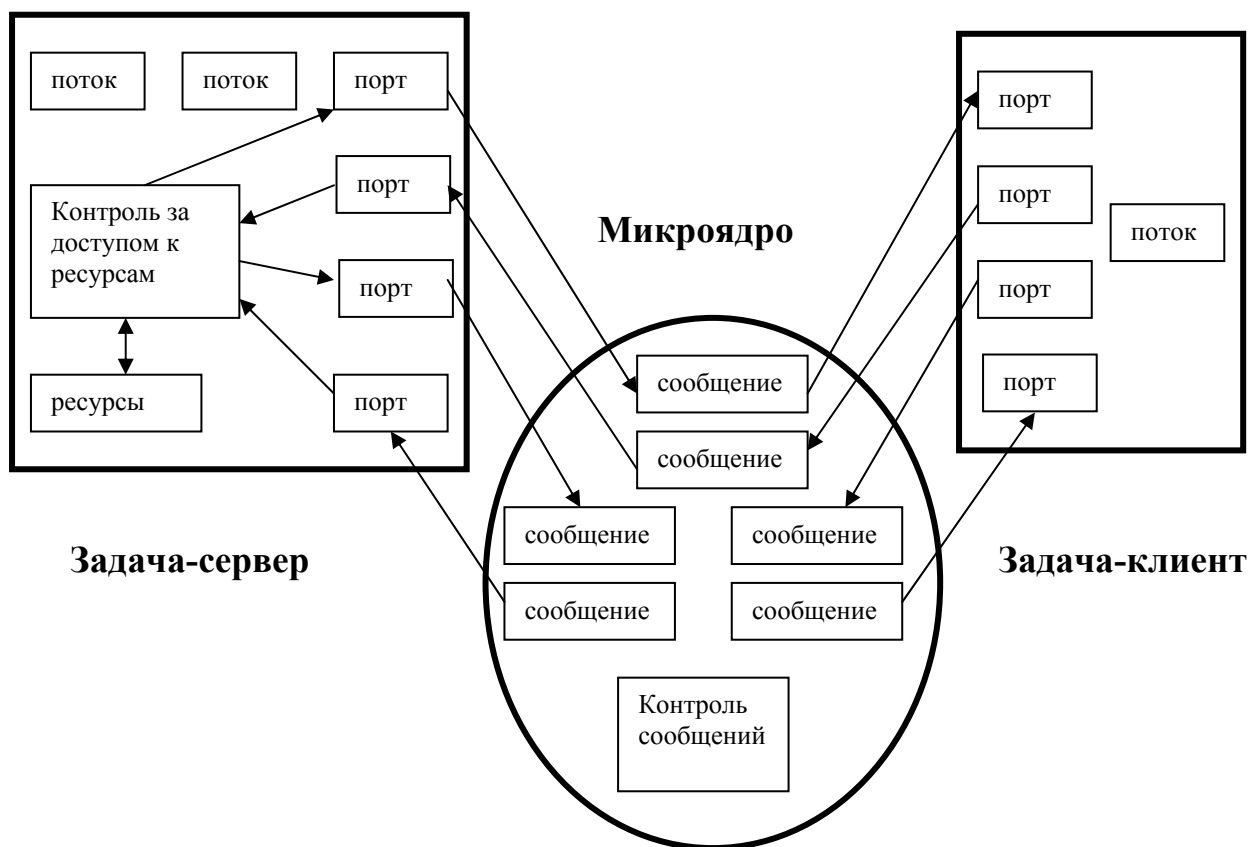 поток
поток
порт
порт
Контроль за
доступом к
ресурсам
порт
ресурсы
порт
Задача-сервер
Микроядро
сообщение
сообщение
сообщение
сообщение
сообщение
сообщение
Контроль
сообщений
порт
порт
поток
порт
порт
Задача-клиент